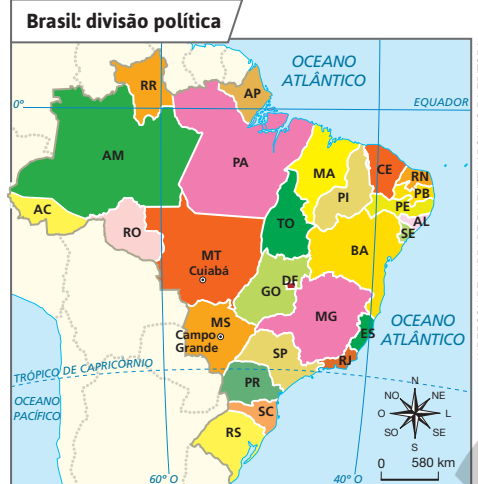 Brasil: divisão política
OCEANO
ATLÂNTICO
RR
AP
0°
EQUADOR
AM
PA
MA
CE
RN
PI
PB
PE
AC
AL
TO
SE
RO
BA
MT
Cuiabá
DF
GO
MG
MS
Campo
Grande
ES
OCEANO
ATLÂNTICO
SP
RJ
TRÓPICO DE CAPRICÓRNIO
PR
OCEANO
PACÍFICO
SC
RS
N
NO
NE
O
L
SO
SE
S
0
580 km
60° O
40° O